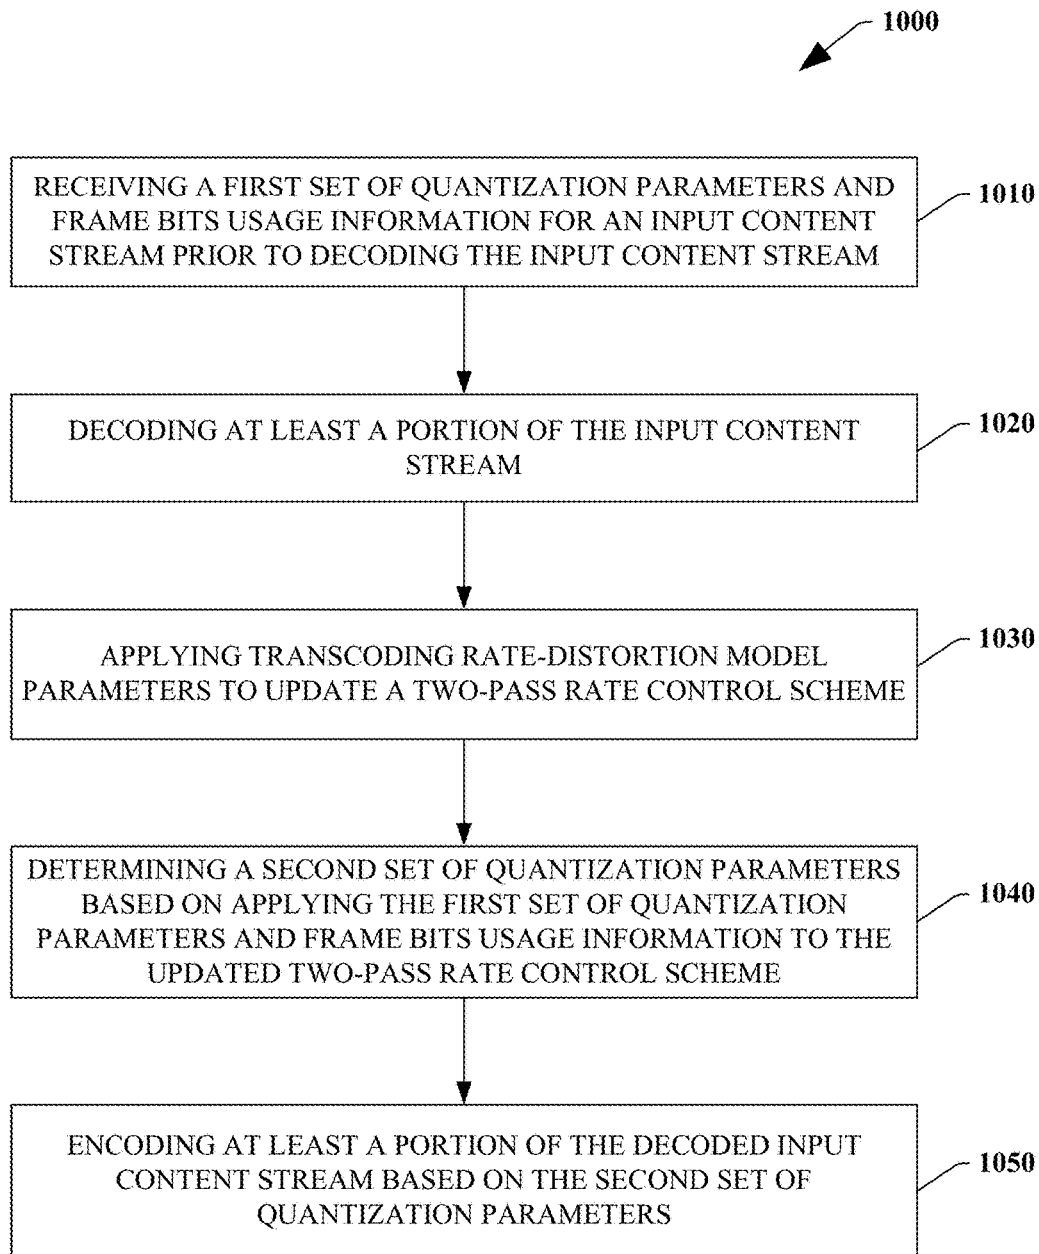 1000
RECEIVING A FIRST SET OF QUANTIZATION PARAMETERS AND
FRAME BITS USAGE INFORMATION FOR AN INPUT CONTENT
STREAM PRIOR TO DECODING THE INPUT CONTENT STREAM
1010
DECODING AT LEAST A PORTION OF THE INPUT CONTENT
STREAM
1020
APPLYING TRANSCODING RATE-DISTORTION MODEL
PARAMETERS TO UPDATE A TWO-PASS RATE CONTROL SCHEME
1030
DETERMINING A SECOND SET OF QUANTIZATION PARAMETERS
BASED ON APPLYING THE FIRST SET OF QUANTIZATION
PARAMETERS AND FRAME BITS USAGE INFORMATION TO THE
UPDATED TWO-PASS RATE CONTROL SCHEME
1040
ENCODING AT LEAST A PORTION OF THE DECODED INPUT
CONTENT STREAM BASED ON THE SECOND SET OF
QUANTIZATION PARAMETERS
1050